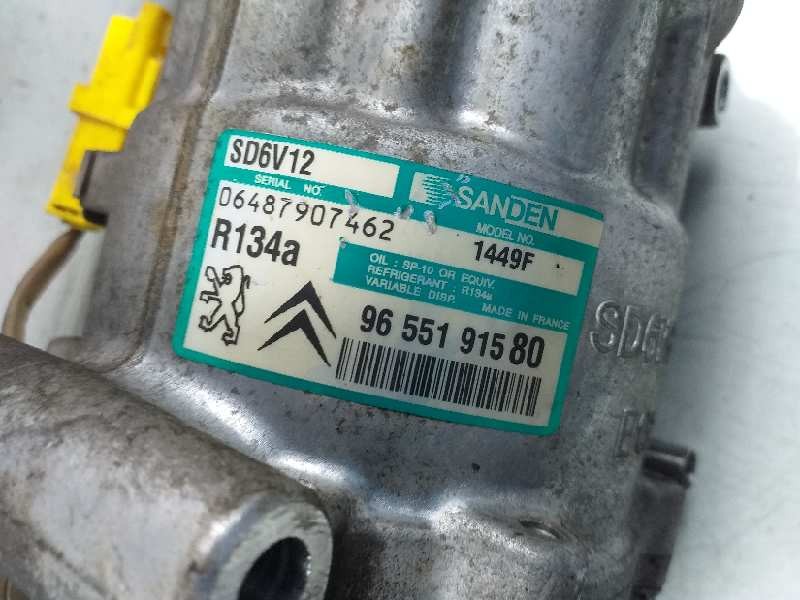 SD6V12
SANDEN
SERIAL NO.
MODEL NO.
06487907462
1449F
R134a
OIL : SP-10 OR EQUIV.
REFRIGERANT : R134a
VARIABLE DISP.
MADE IN FRANCE
96 551 915 80
SD6